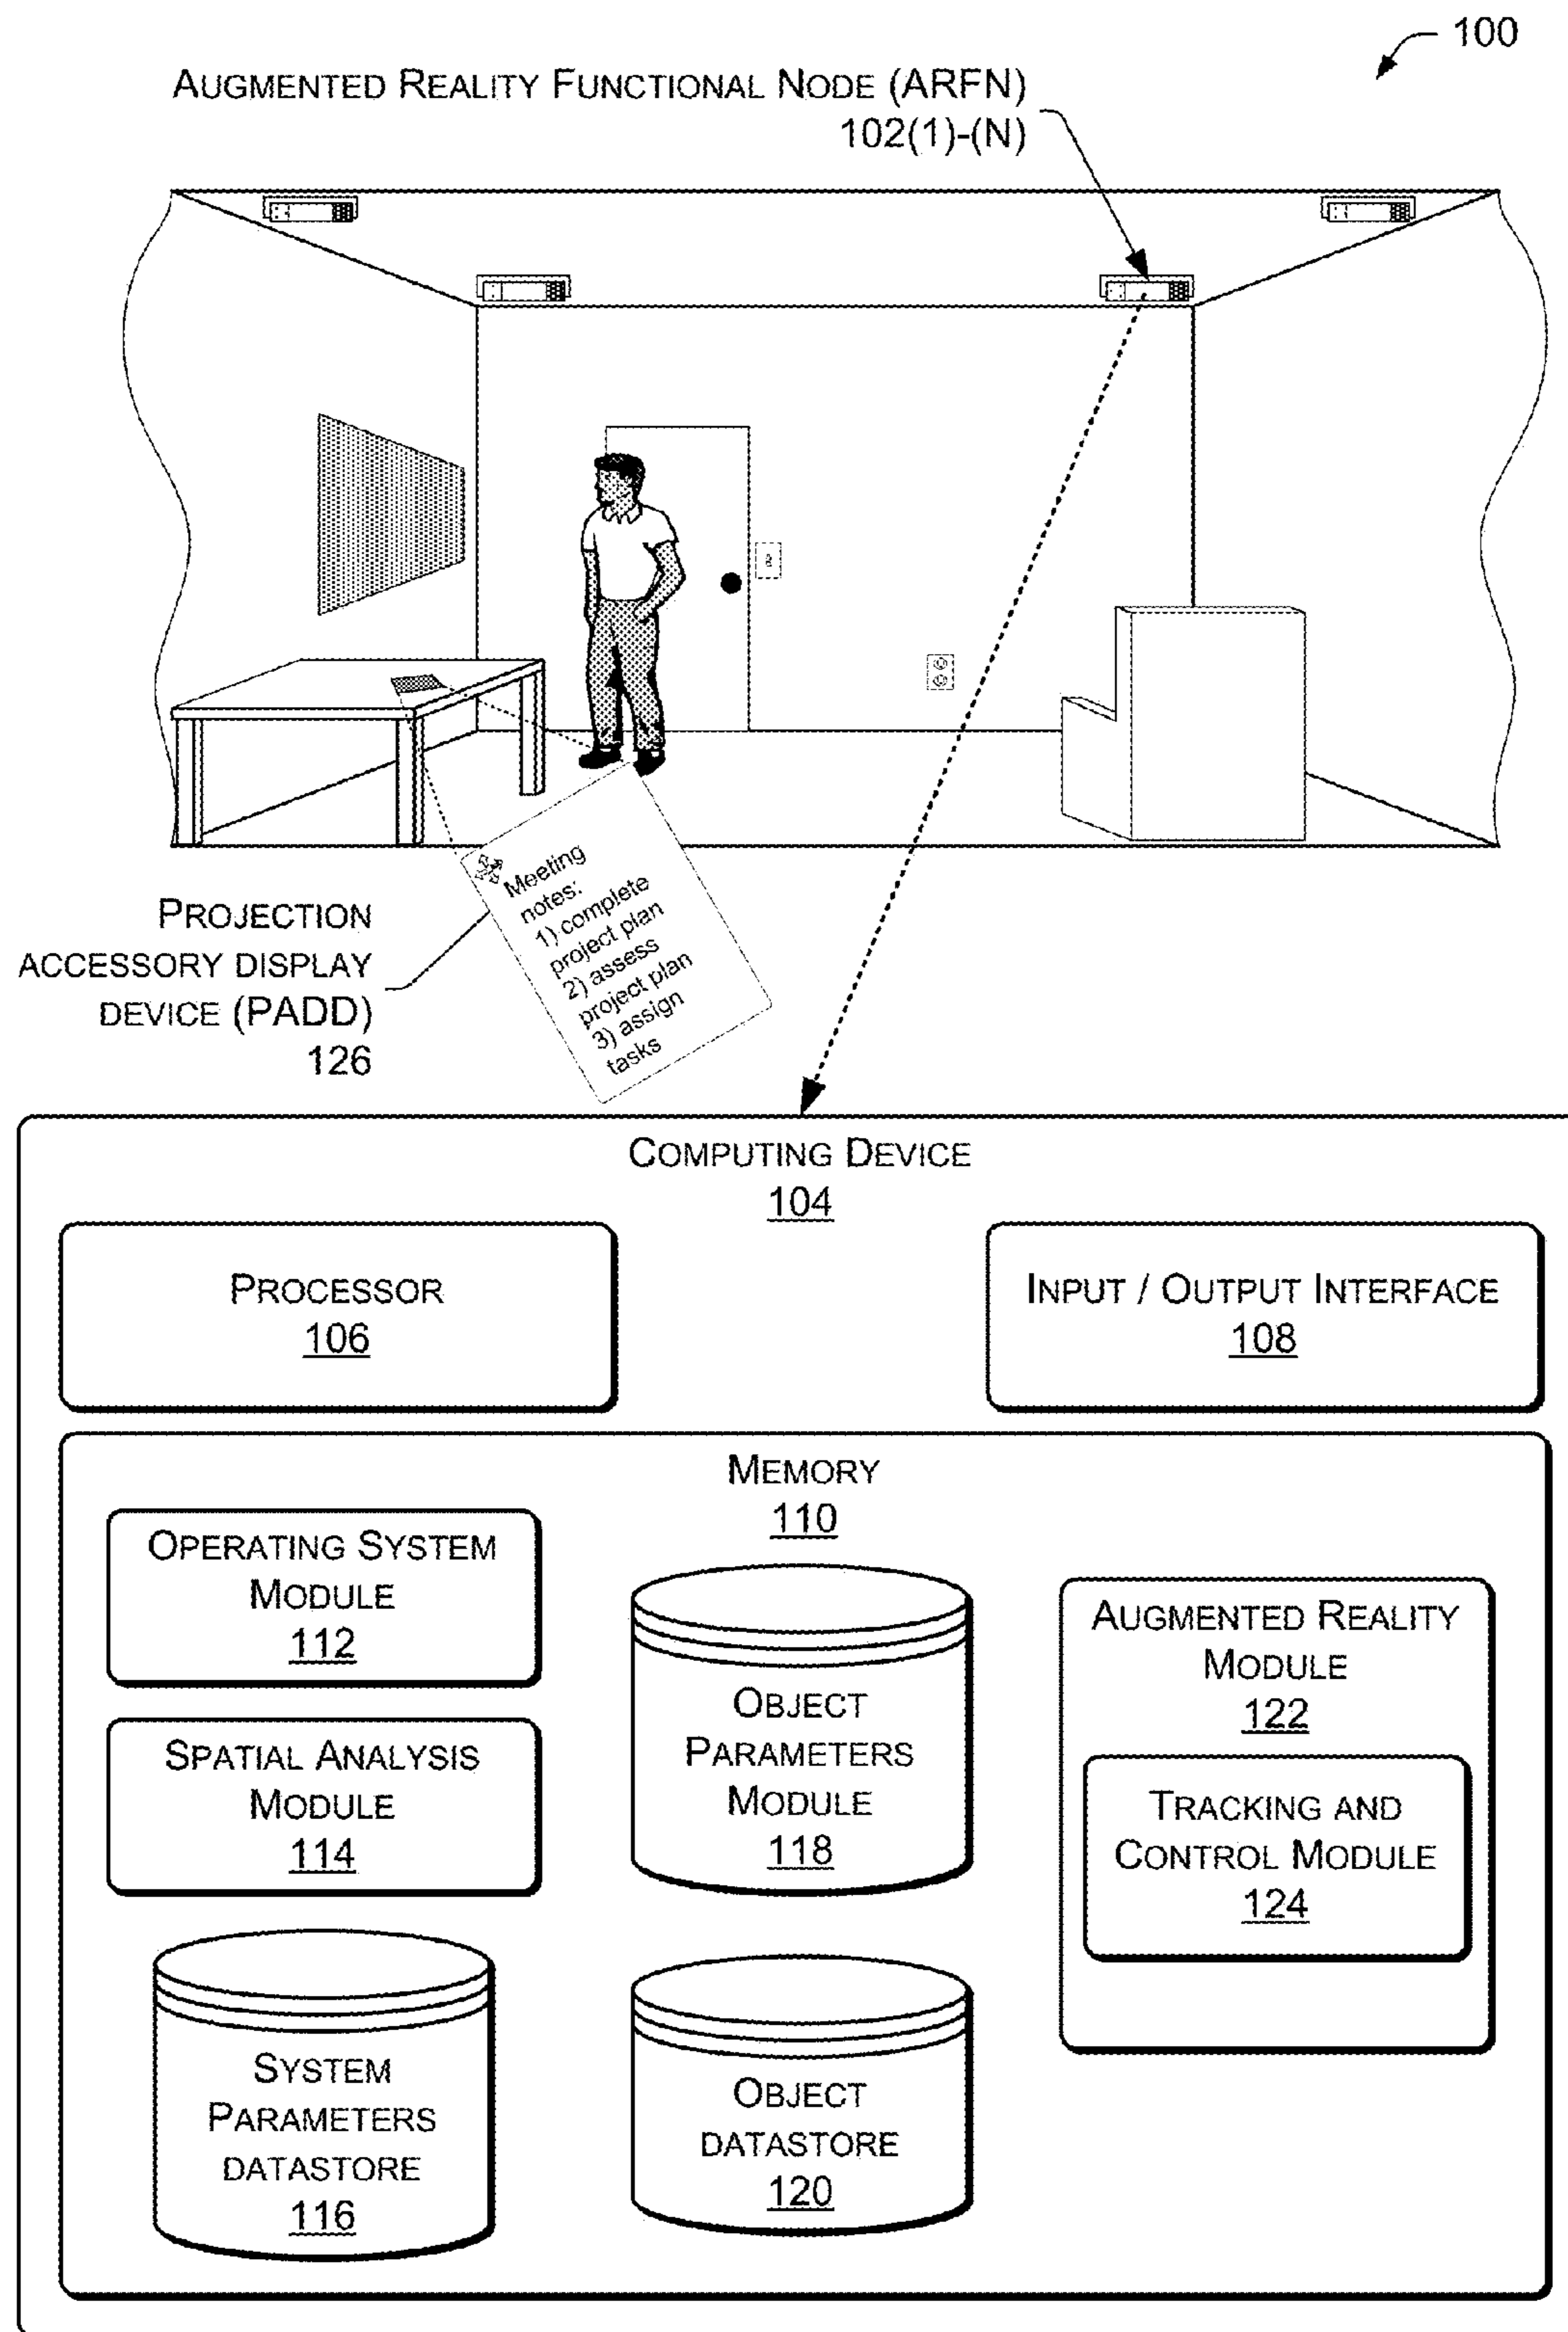 100
AUGMENTED REALITY FUNCTIONAL NODE (ARFN)
102(1)-(N)
Meeting
notes:
1) complete
project plan
2) assess
project plan
3) assign
tasks
PROJECTION
ACCESSORY DISPLAY
DEVICE (PADD)
126
COMPUTING DEVICE
104
PROCESSOR
106
INPUT / OUTPUT INTERFACE
108
MEMORY
110
OPERATING SYSTEM
MODULE
112
SPATIAL ANALYSIS
MODULE
114
SYSTEM
PARAMETERS
DATASTORE
116
OBJECT
PARAMETERS
MODULE
118
OBJECT
DATASTORE
120
AUGMENTED REALITY
MODULE
122
TRACKING AND
CONTROL MODULE
124